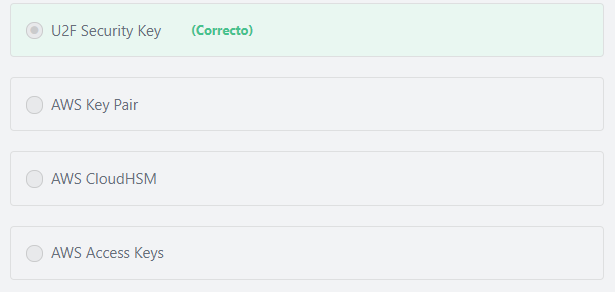 U2F Security Key (Correcto)
AWS Key Pair
AWS CloudHSM
AWS Access Keys